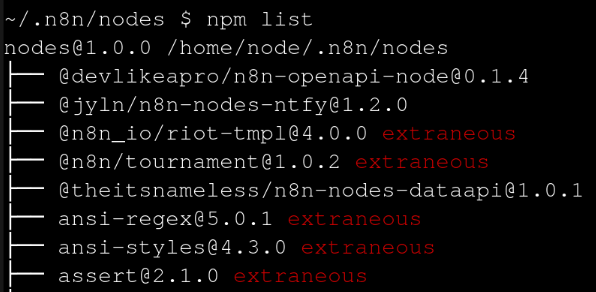 ~/.n8n/nodes $ npm list
nodes@1.0.0 /home/node/.n8n/nodes
├── @devlikeapro/n8n-openapi-node@0.1.4
├── @jyln/n8n-nodes-ntfy@1.2.0
├── @n8n_io/riot-tmpl@4.0.0 extraneous
├── @n8n/tournament@1.0.2 extraneous
├── @theitsnameless/n8n-nodes-dataapi@1.0.1
├── ansi-regex@5.0.1 extraneous
├── ansi-styles@4.3.0 extraneous
├── assert@2.1.0 extraneous